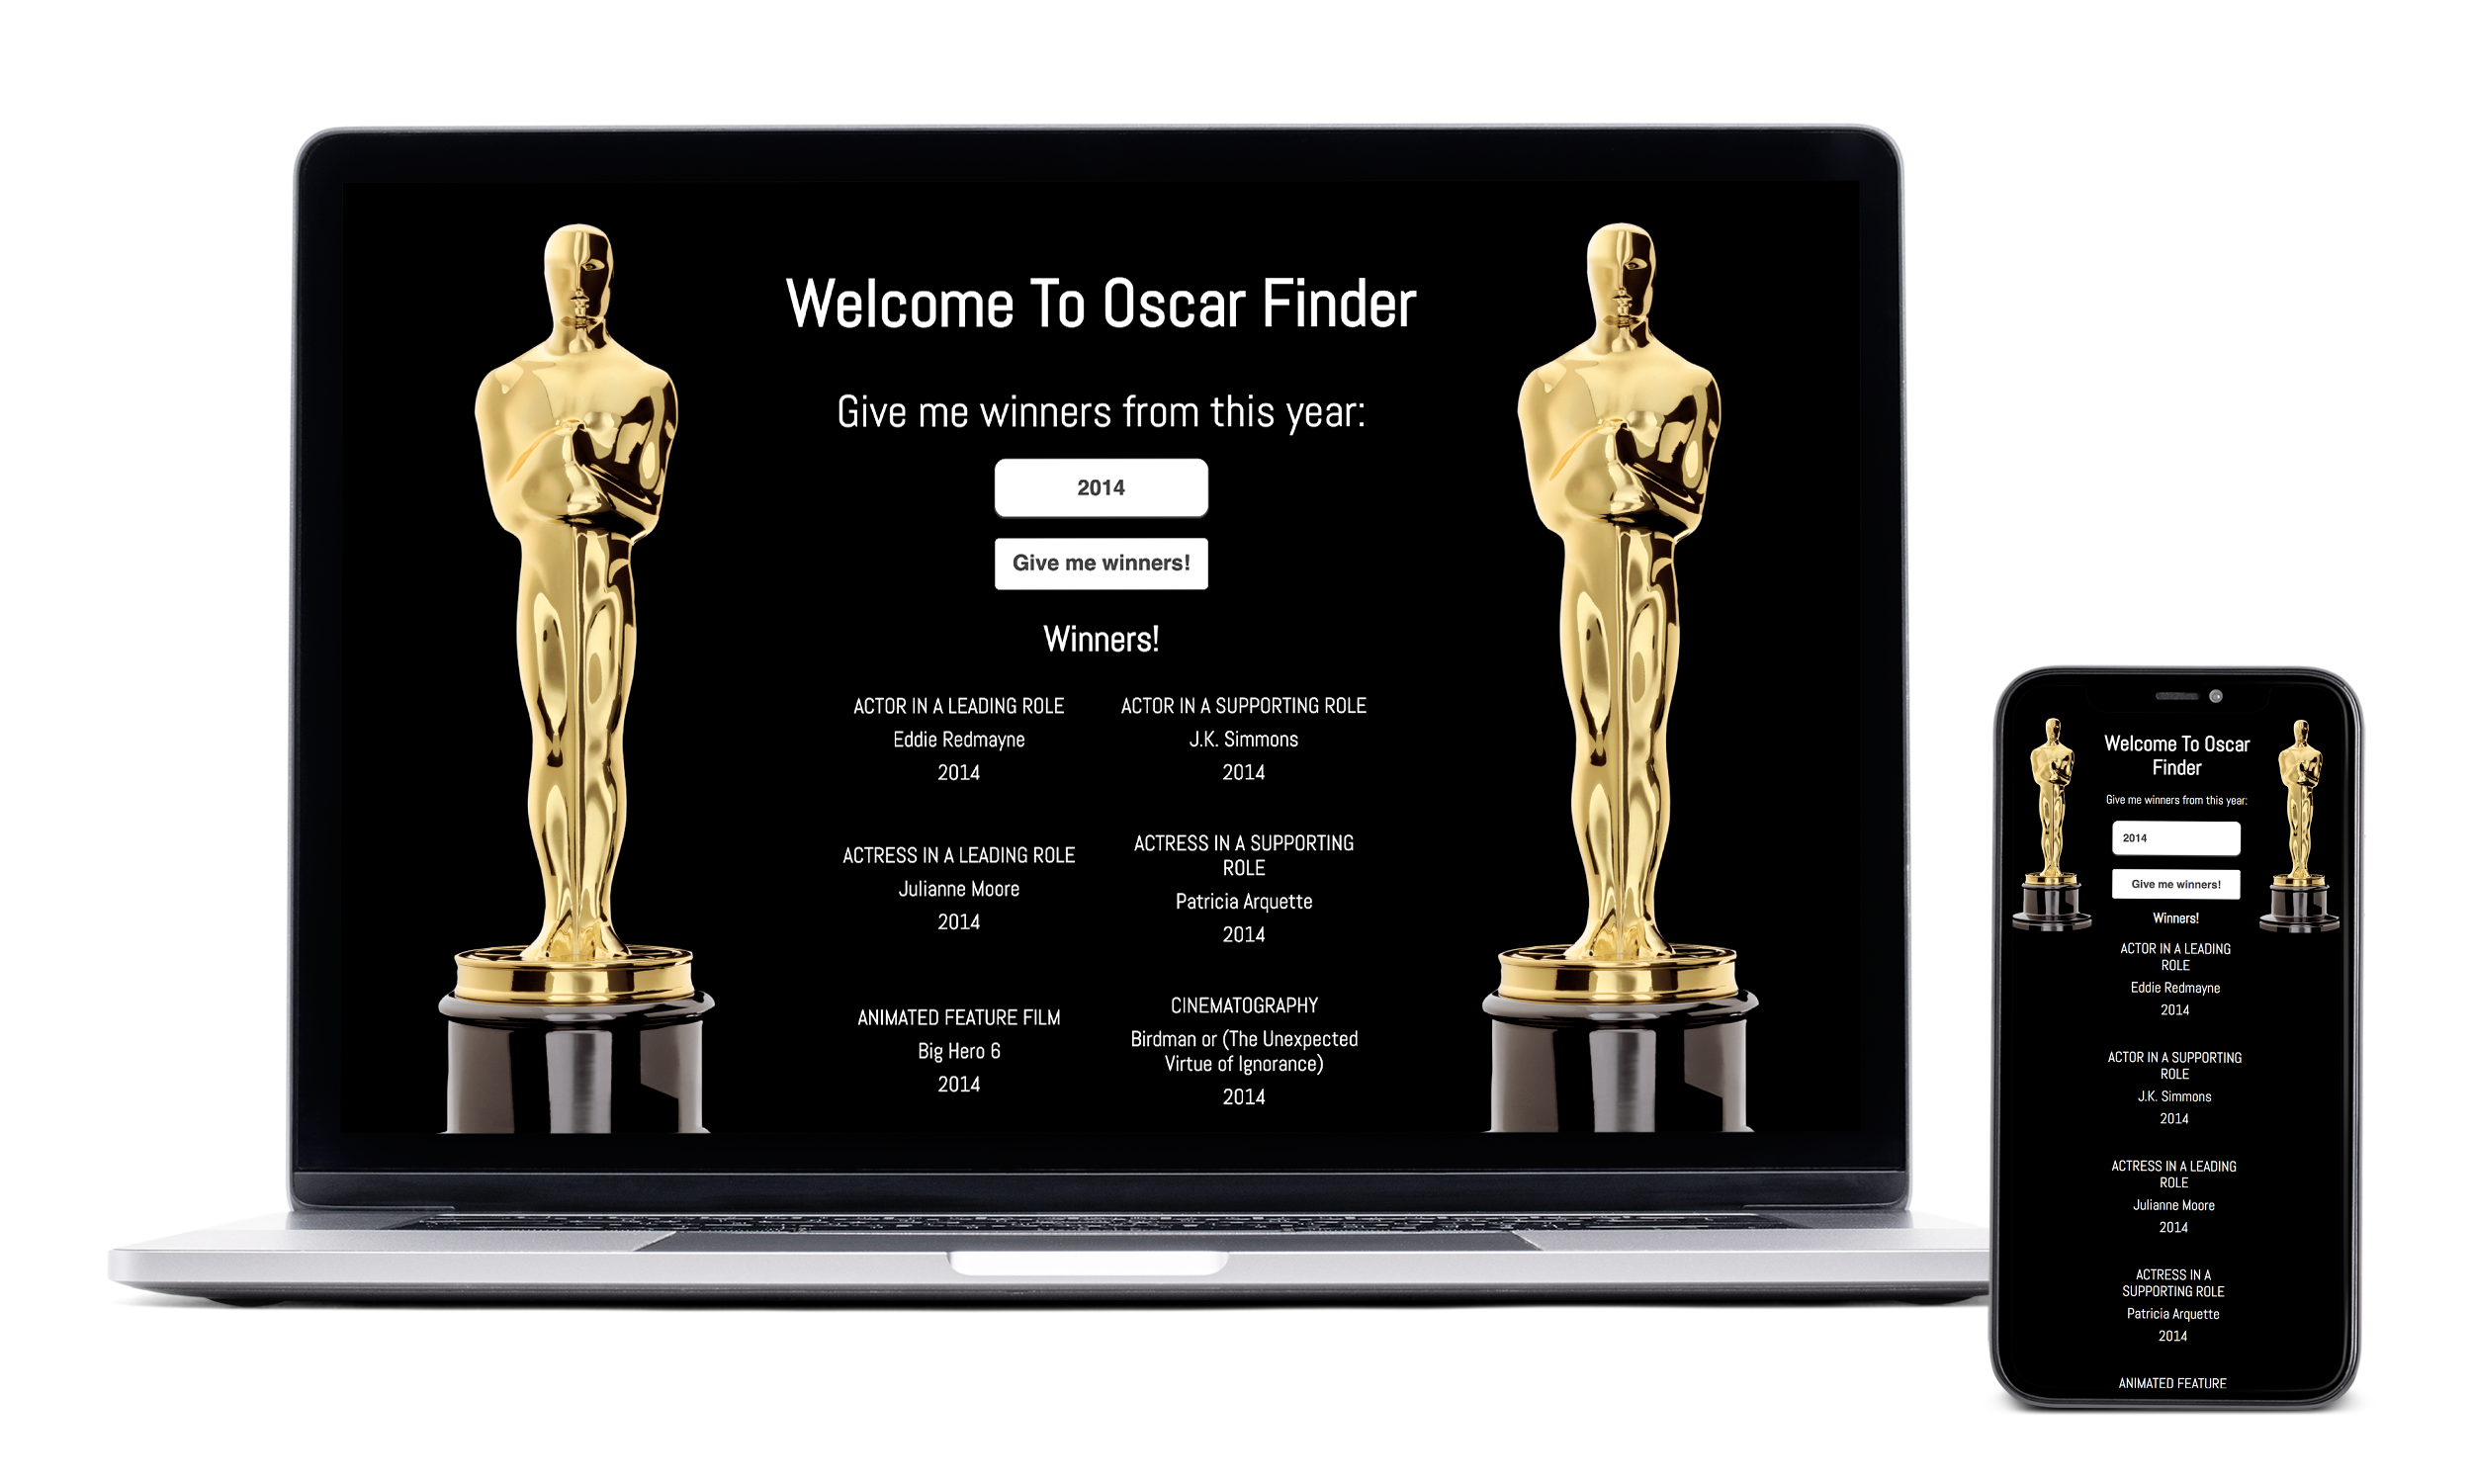 Welcome To Oscar Finder
Give me winners from this year:
2014
Give me winners!
Winners!
ACTOR IN A LEADING ROLE
Eddie Redmayne
2014
ACTOR IN A SUPPORTING ROLE
J.K. Simmons
2014
ACTRESS IN A LEADING ROLE
Julianne Moore
2014
ACTRESS IN A SUPPORTING
ROLE
Patricia Arquette
2014
ANIMATED FEATURE FILM
Big Hero 6
2014
CINEMATOGRAPHY
Birdman or (The Unexpected
Virtue of Ignorance)
2014
Welcome To Oscar
Finder
Give me winners from this year:
2014
Give me winners!
Winners!
ACTOR IN A LEADING
ROLE
Eddie Redmayne
2014
ACTOR IN A SUPPORTING
ROLE
J.K. Simmons
2014
ACTRESS IN A LEADING
ROLE
Julianne Moore
2014
ACTRESS IN A
SUPPORTING ROLE
Patricia Arquette
2014
ANIMATED FEATURE